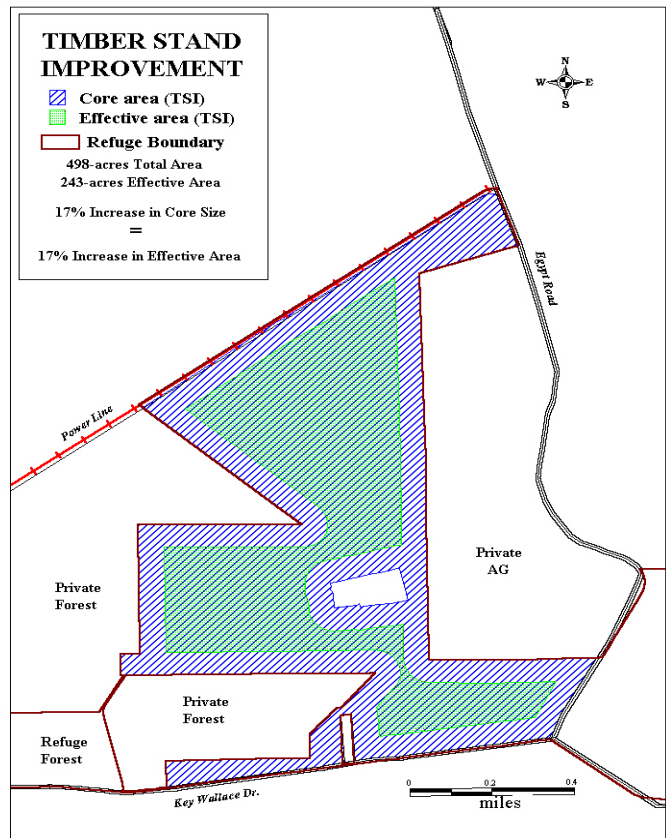 TIMBER STAND
IMPROVEMENT
Core area (TSI)
Effective area (TSI)
Refuge Boundary
498-acres Total Area
243-acres Effective Area
17% Increase in Core Size
=
17% Increase in Effective Area
N
W E
S
Egypt Road
Power Line
Private
AG
Private
Forest
Private
Forest
Refuge
Forest
Key Wallace Dr.
0 0.2 0.4
miles